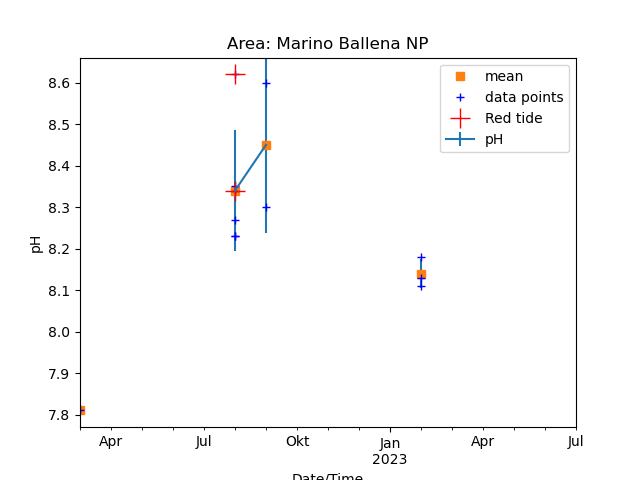 Area: Marino Ballena NP
mean
data points
Red tide
pH
8.6
8.5
8.4
8.3
8.2
8.1
8.0
7.9
7.8
pH
Apr
Jul
Okt
Jan
2023
Apr
Jul
Date/Time